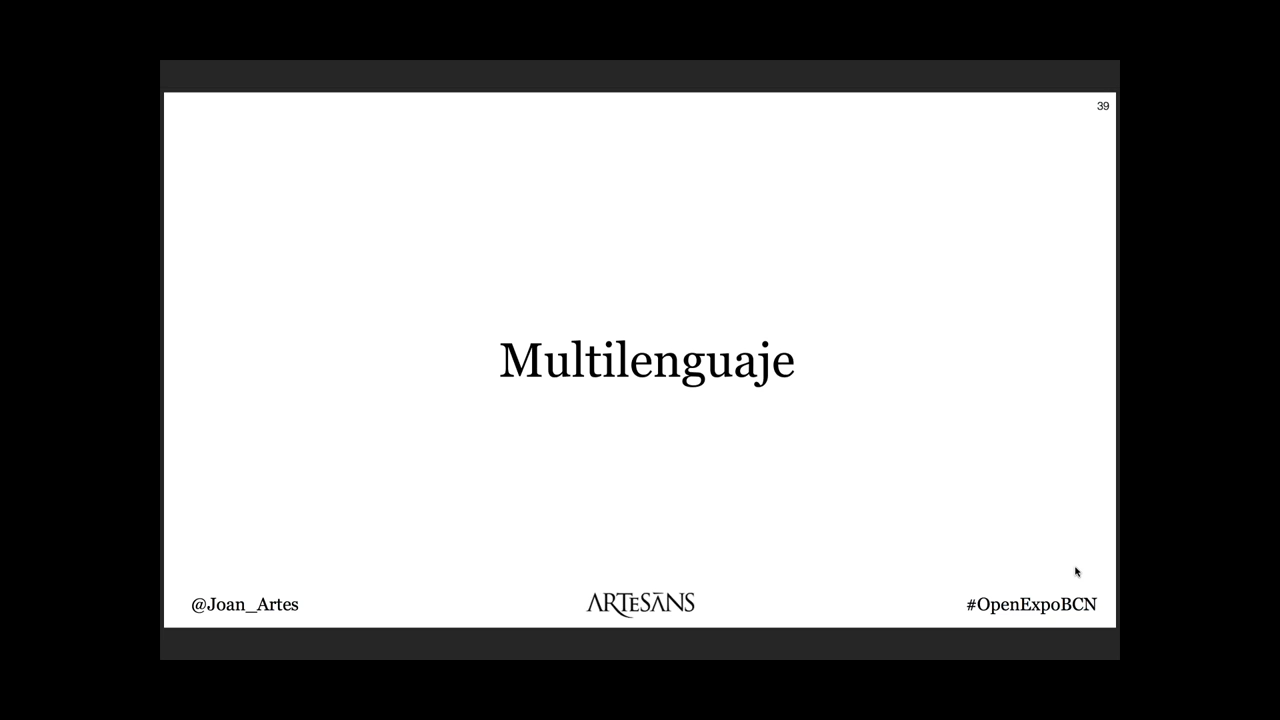 39
Multilenguaje
@Joan_Artes
ARTESĀNS
#OpenExpoBCN